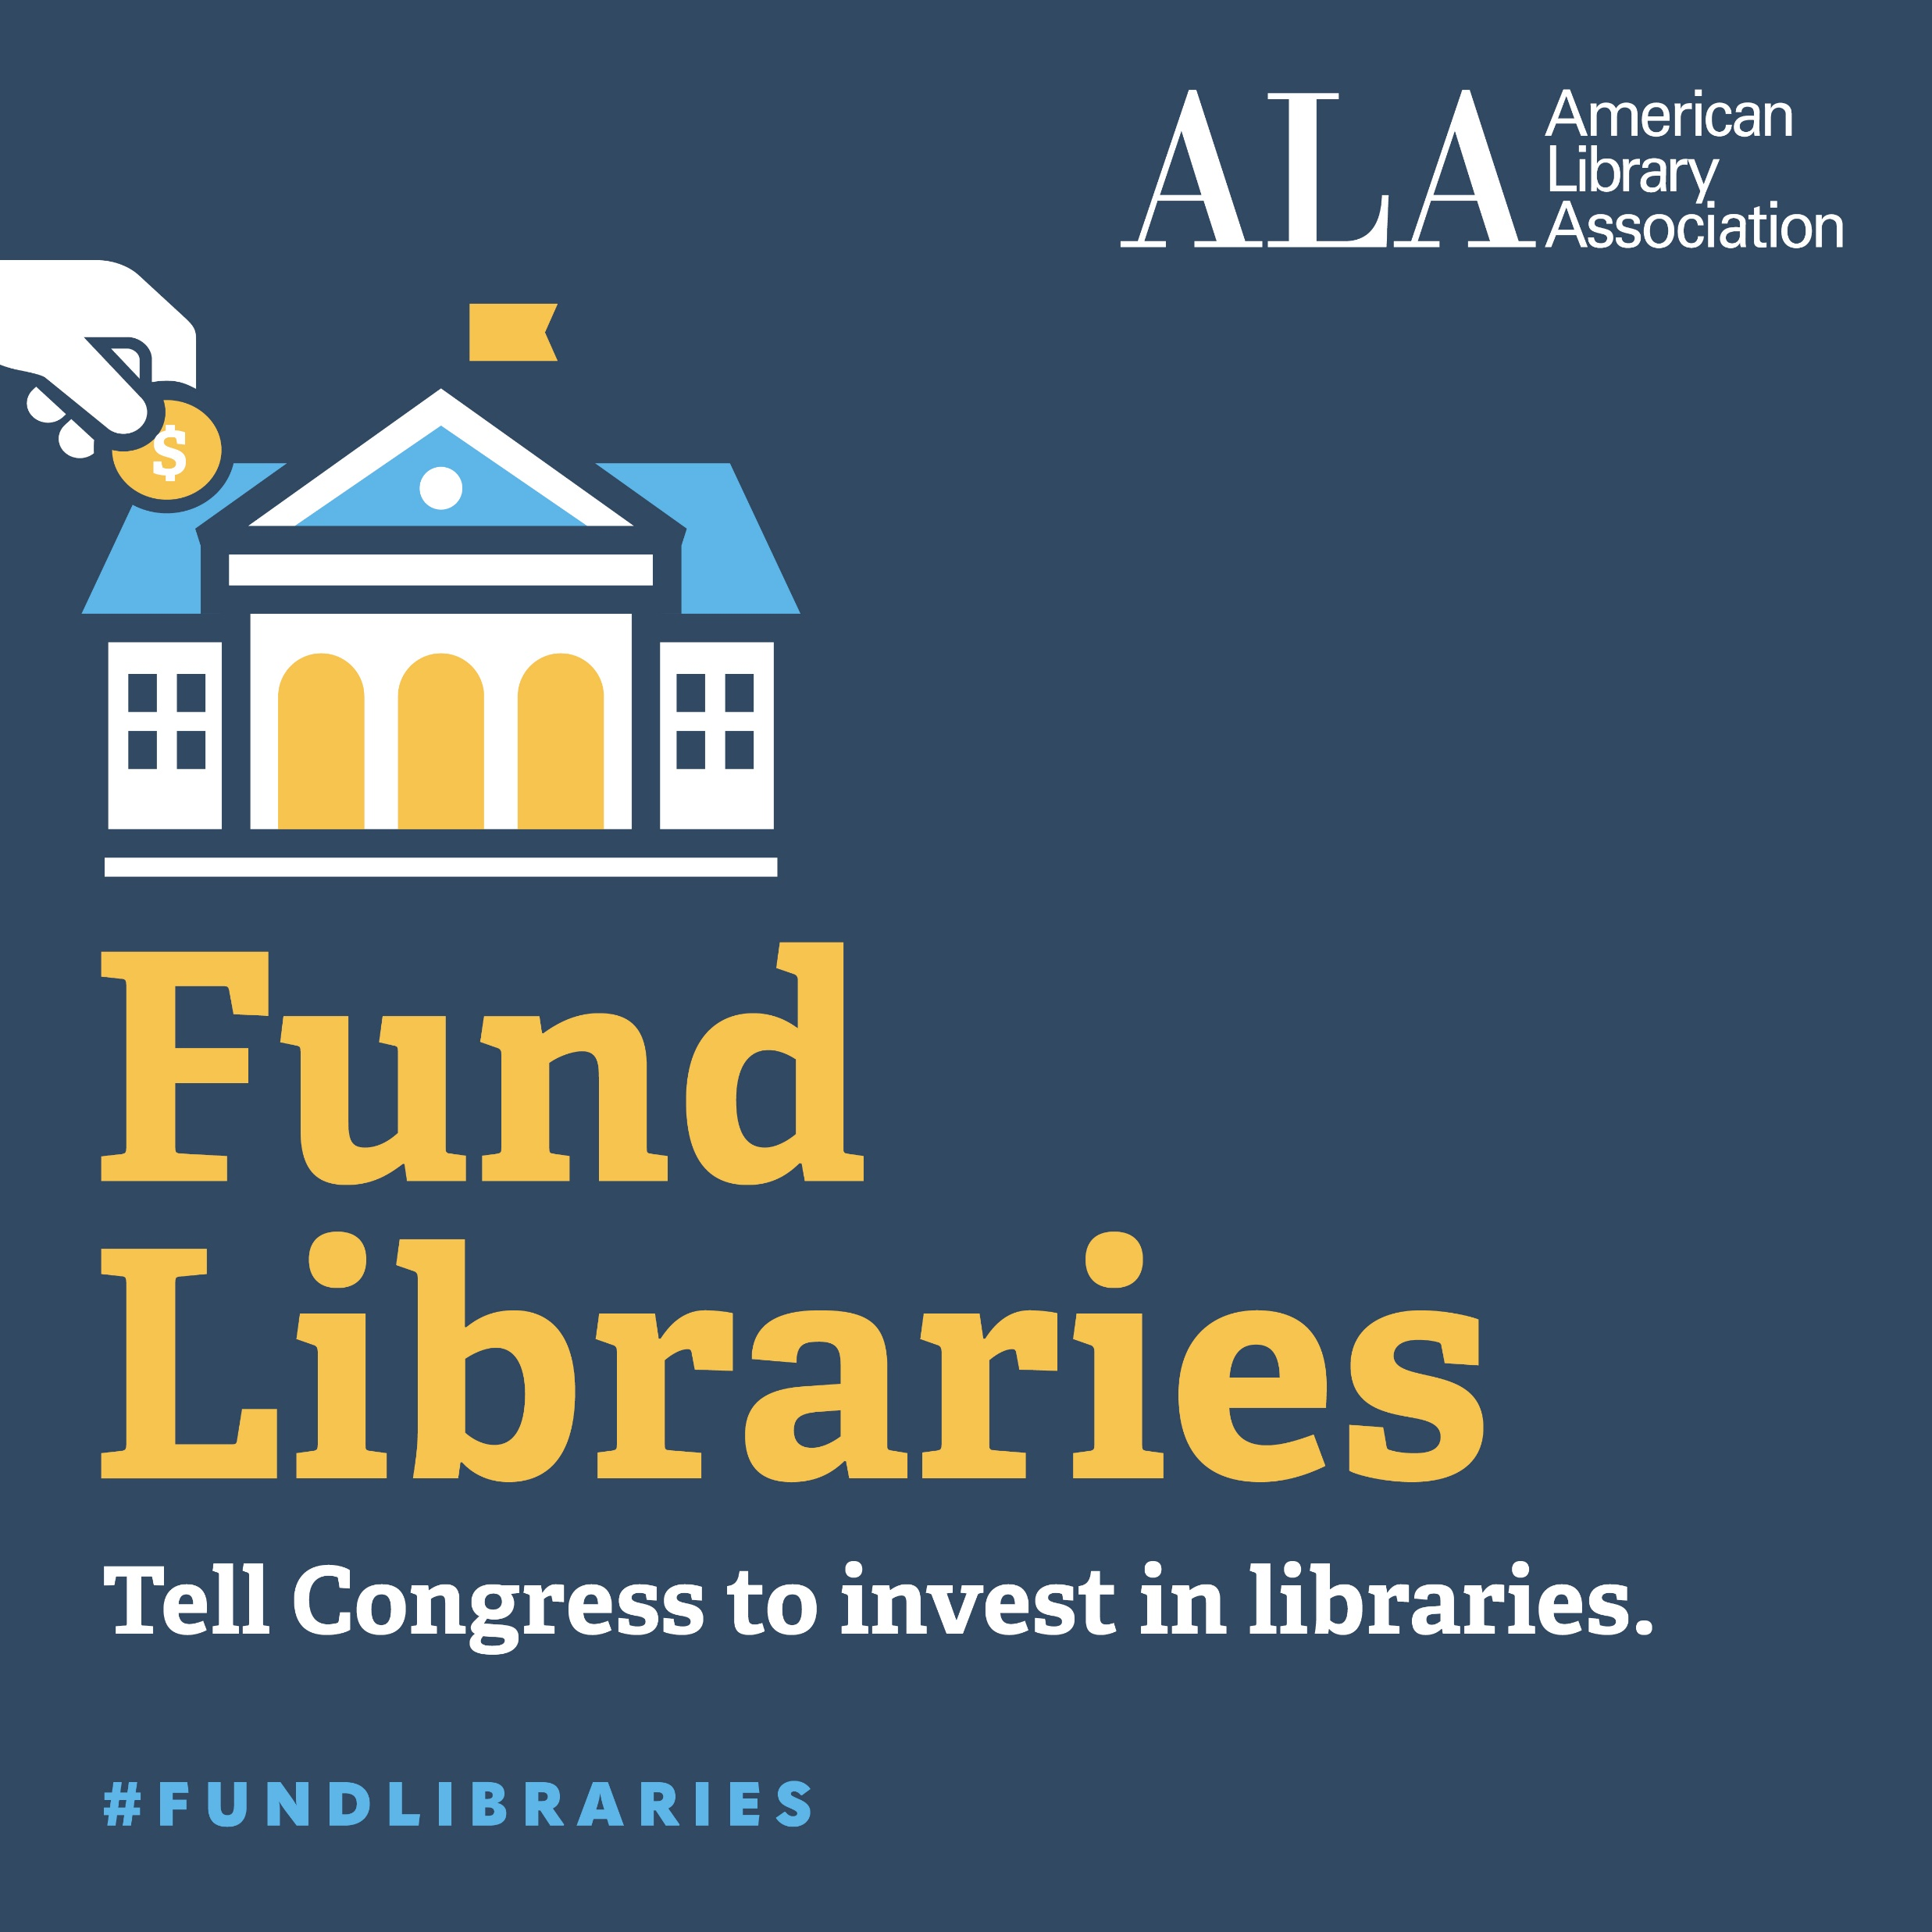 ALA American
Library
Association
$
Fund
Libraries
Tell Congress to invest in libraries.
#FUNDLIBRARIES